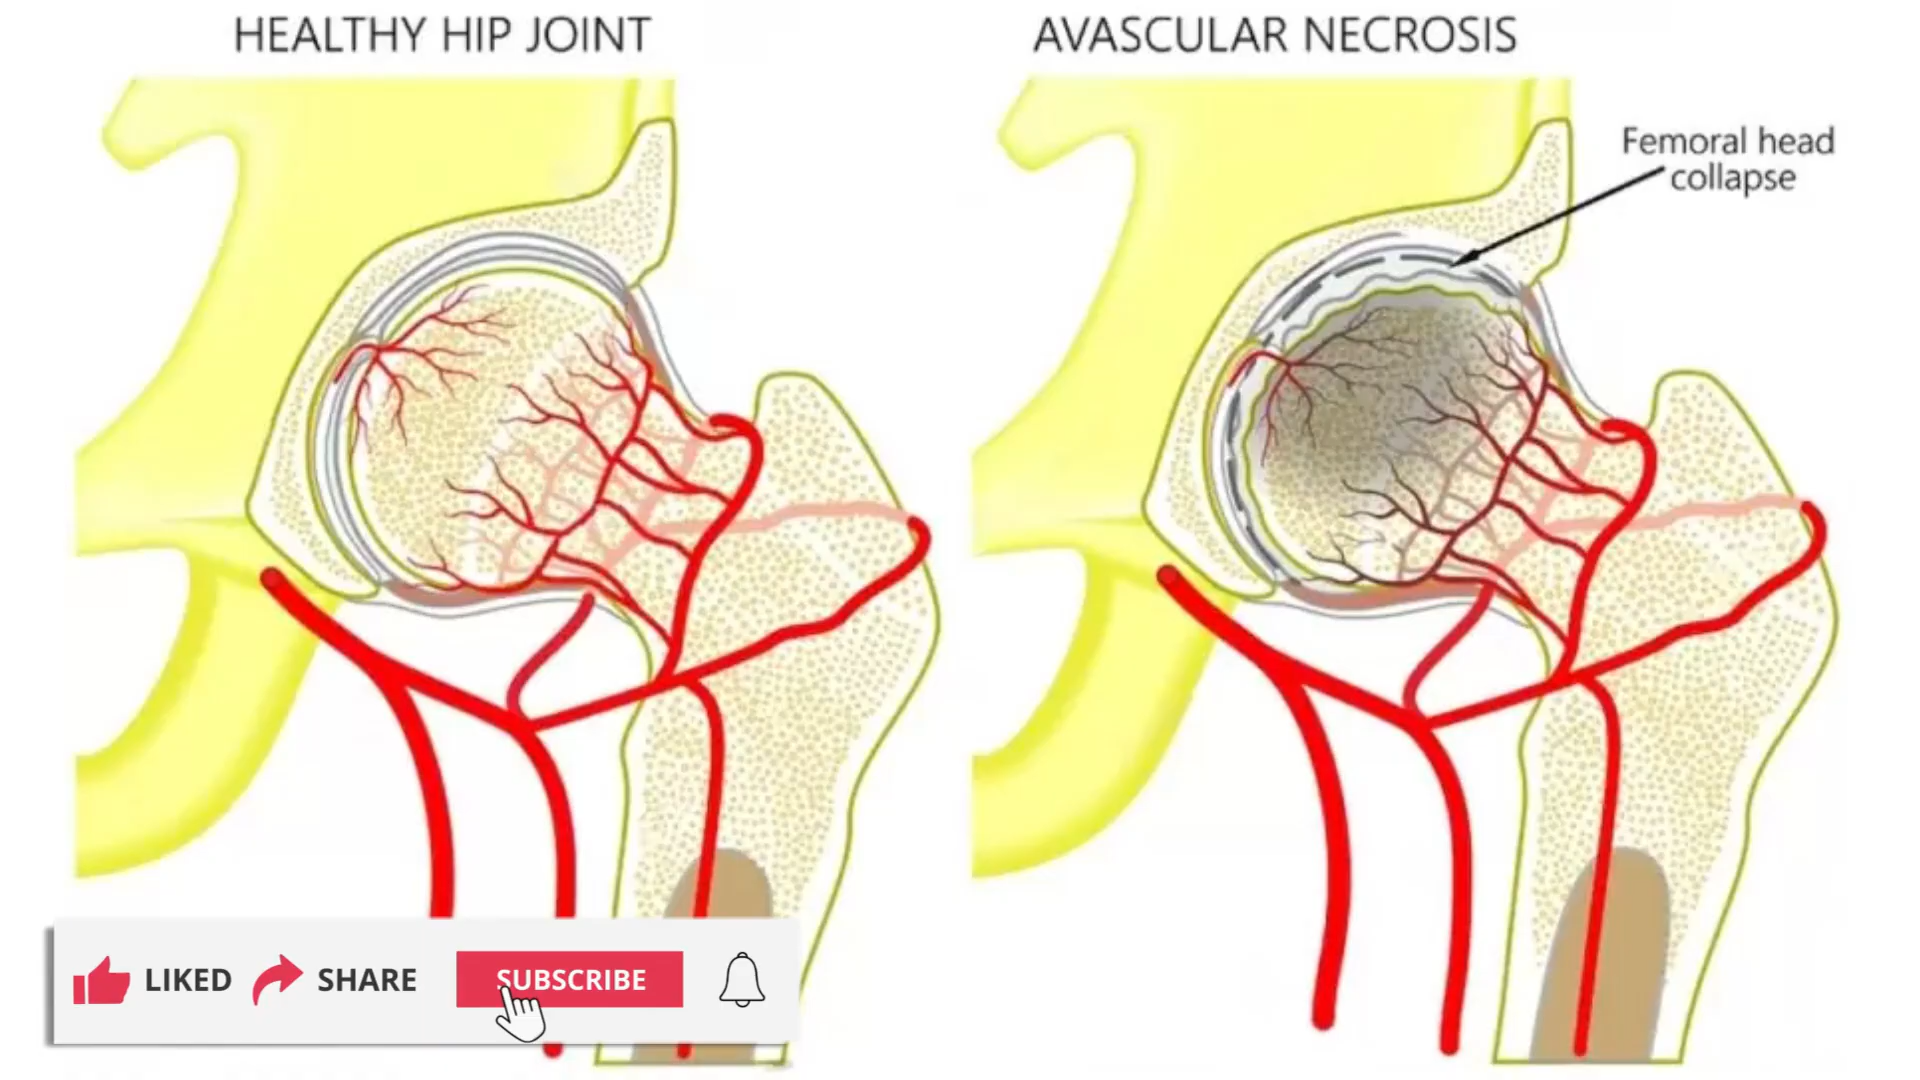 HEALTHY HIP JOINT
AVASCULAR NECROSIS
Femoral head
collapse
LIKED SHARE SUBSCRIBE